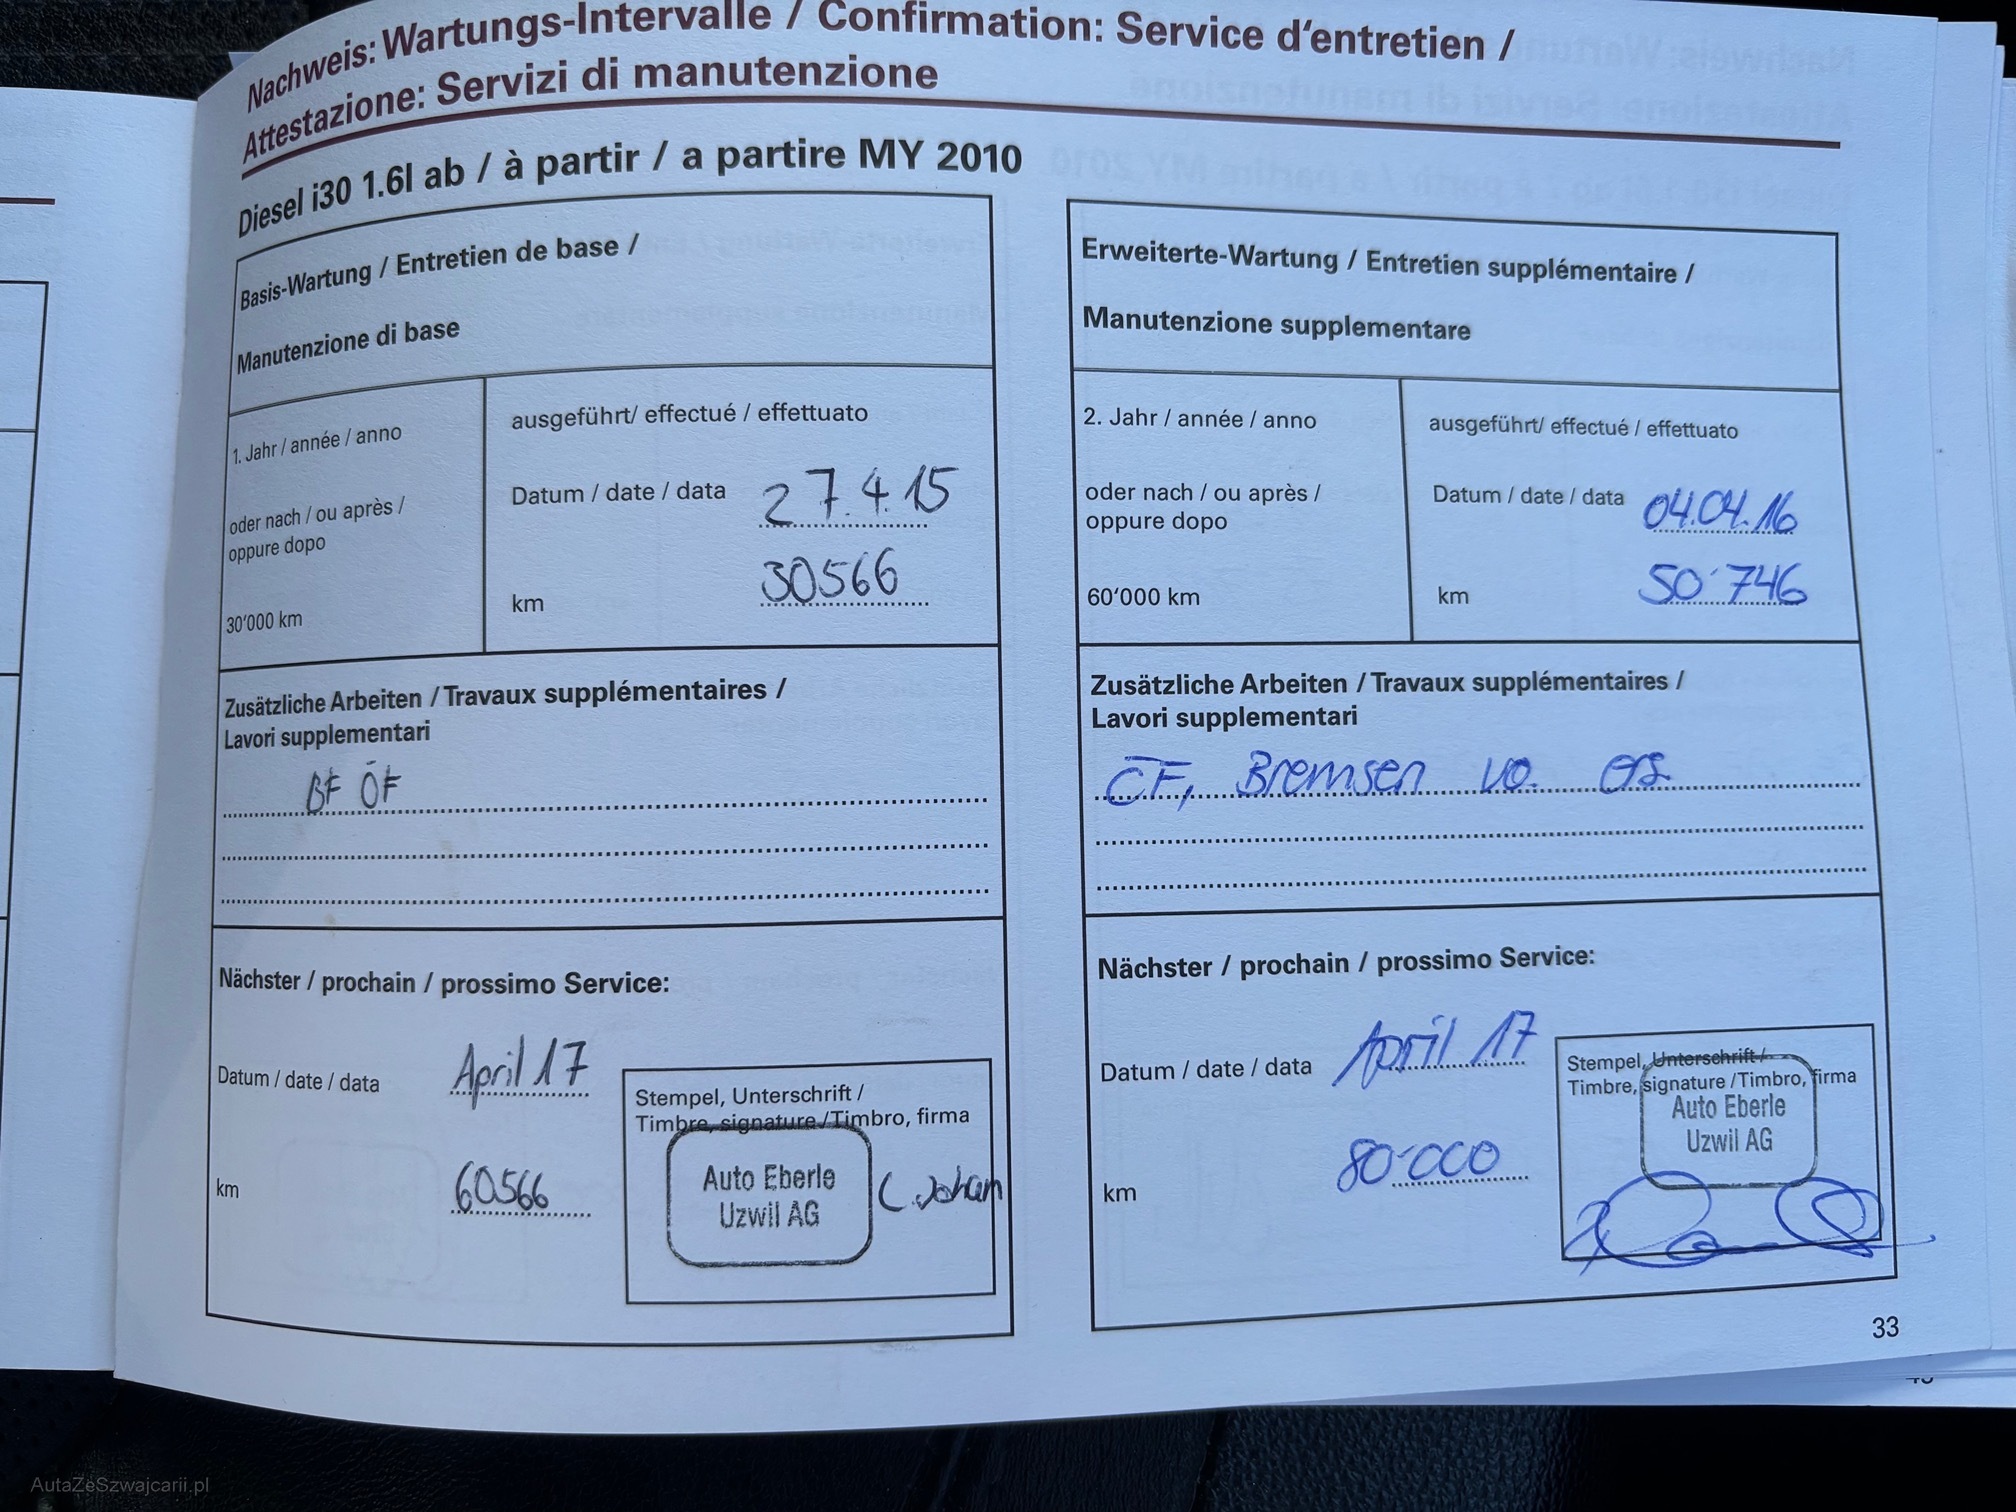 Nachweis: Wartungs-Intervalle / Confirmation: Service d'entretien /
Attestazione: Servizi di manutenzione
Diesel i30 1.6l ab / à partir / a partire MY 2010
Basis-Wartung / Entretien de base /
Manutenzione di base
1. Jahr / année / anno
oder nach / ou après /
oppure dopo
30'000 km
ausgeführt/ effectué / effettuato
Datum / date / data 27.4.15
km 30566
Zusätzliche Arbeiten / Travaux supplémentaires /
Lavori supplementari
BF ÖF
Nächster / prochain / prossimo Service:
Datum / date / data April 17
km 60566
Stempel, Unterschrift /
Timbre, signature /Timbro, firma
Auto Eberle
Uzwil AG
Erweiterte-Wartung / Entretien supplémentaire /
Manutenzione supplementare
2. Jahr / année / anno
oder nach / ou après /
oppure dopo
60'000 km
ausgeführt/ effectué / effettuato
Datum / date / data 04.04.16
km 50'746
Zusätzliche Arbeiten / Travaux supplémentaires /
Lavori supplementari
Bremsen vo. ers.
Nächster / prochain / prossimo Service:
Datum / date / data April 17
km 80'000
Stempel, Unterschrift /
Timbre, signature /Timbro, firma
Auto Eberle
Uzwil AG
33
AutaZeSzwajcarii.pl